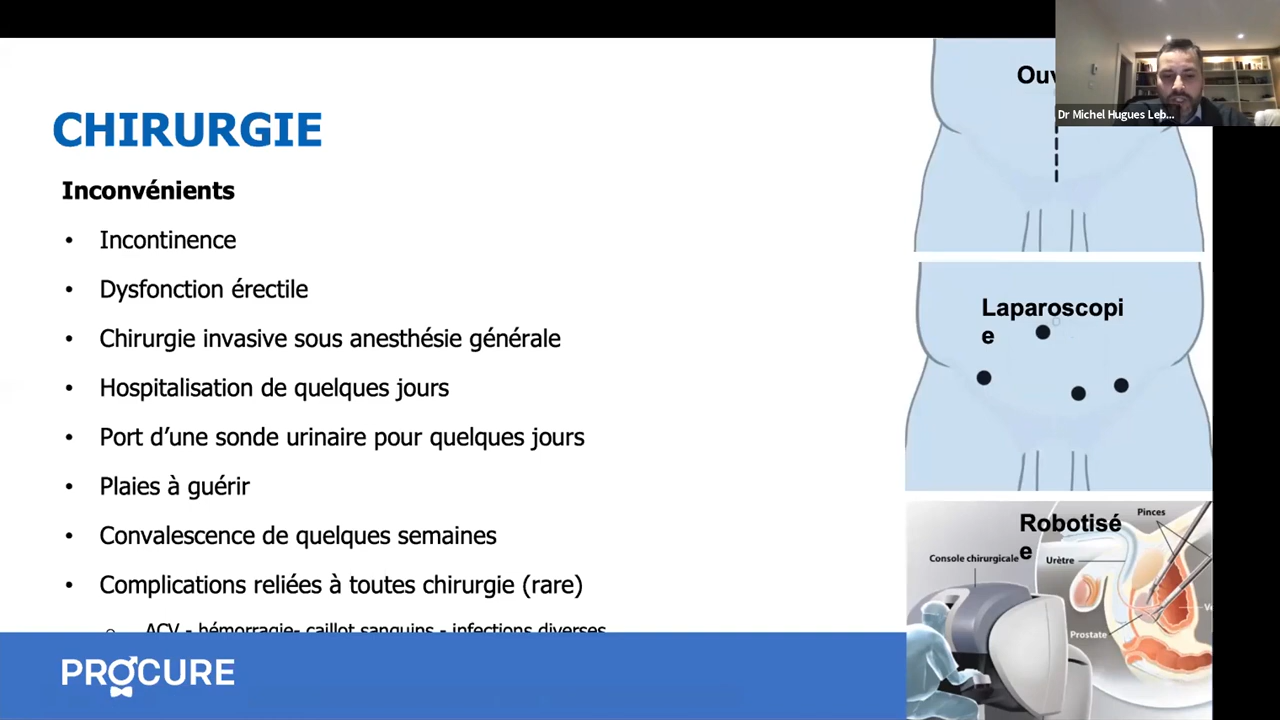 CHIRURGIE
Inconvénients
• Incontinence
• Dysfonction érectile
• Chirurgie invasive sous anesthésie générale
• Hospitalisation de quelques jours
• Port d’une sonde urinaire pour quelques jours
• Plaies à guérir
• Convalescence de quelques semaines
• Complications reliées à toutes chirurgie (rare)
o ACV - hémorragie- caillot sanguins - infections diverses
PROCURE
Ouv
Dr Michel Hugues Leb...
Laparoscopi
e
Robotisé
e
Pinces
Console chirurgicale
Urètre
Prostate